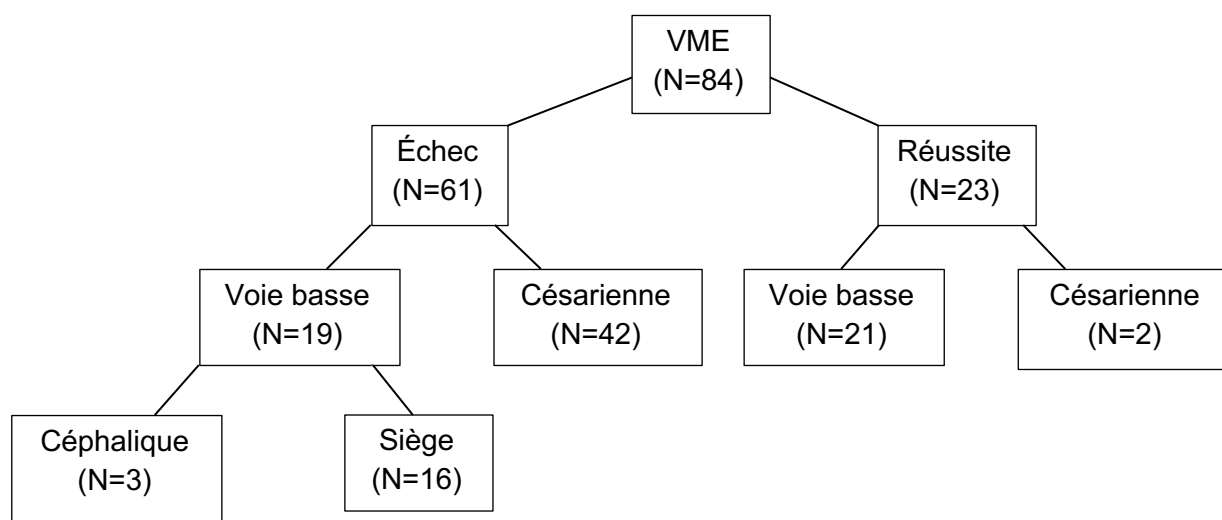 VME
(N=84)
Échec
(N=61)
Réussite
(N=23)
Voie basse
(N=19)
Césarienne
(N=42)
Voie basse
(N=21)
Césarienne
(N=2)
Céphalique
(N=3)
Siège
(N=16)